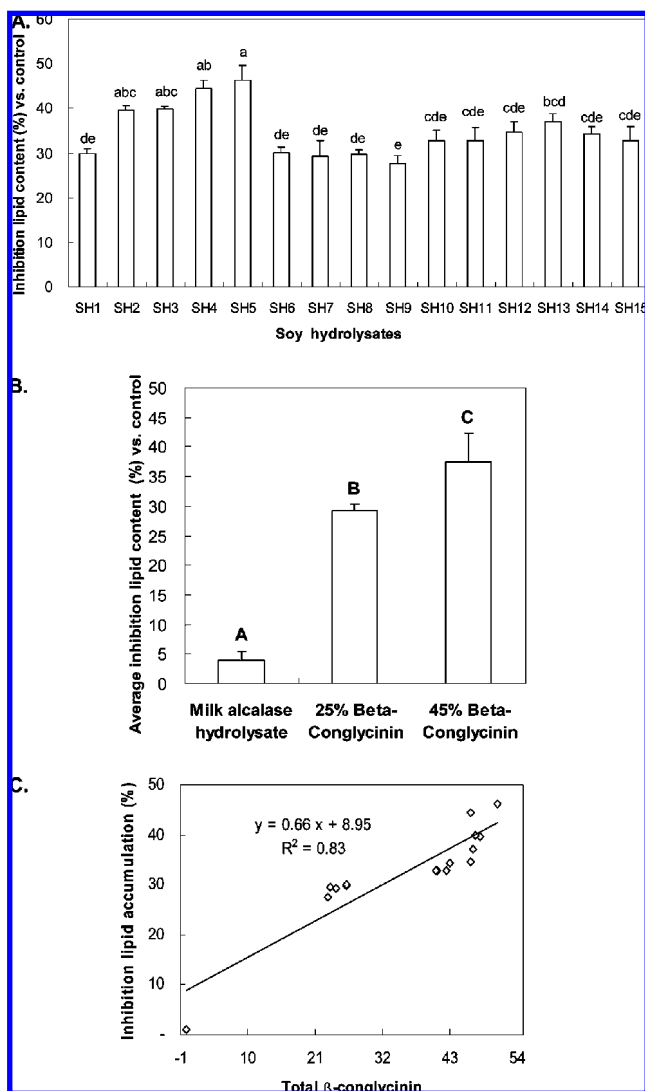 A.
Inhibition lipid content (%) vs. control
60
50
40
30
20
10
0
de
abc
abc
ab
a
de
de
de
e
cde
cde
cde
bcd
cde
cde
SH1 SH2 SH3 SH4 SH5 SH6 SH7 SH8 SH9 SH10 SH11 SH12 SH13 SH14 SH15
Soy hydrolysates
B.
Average inhibition lipid content (%) vs. control
50
45
40
35
30
25
20
15
10
5
0
A
B
C
Milk alcalase
hydrolysate
25% Beta-
Conglycinin
45% Beta-
Conglycinin
C.
Inhibition lipid accumulation (%)
50
40
30
20
10
-
y = 0.66 x + 8.95
R² = 0.83
-1 10 21 32 43 54
Total β-conglycinin